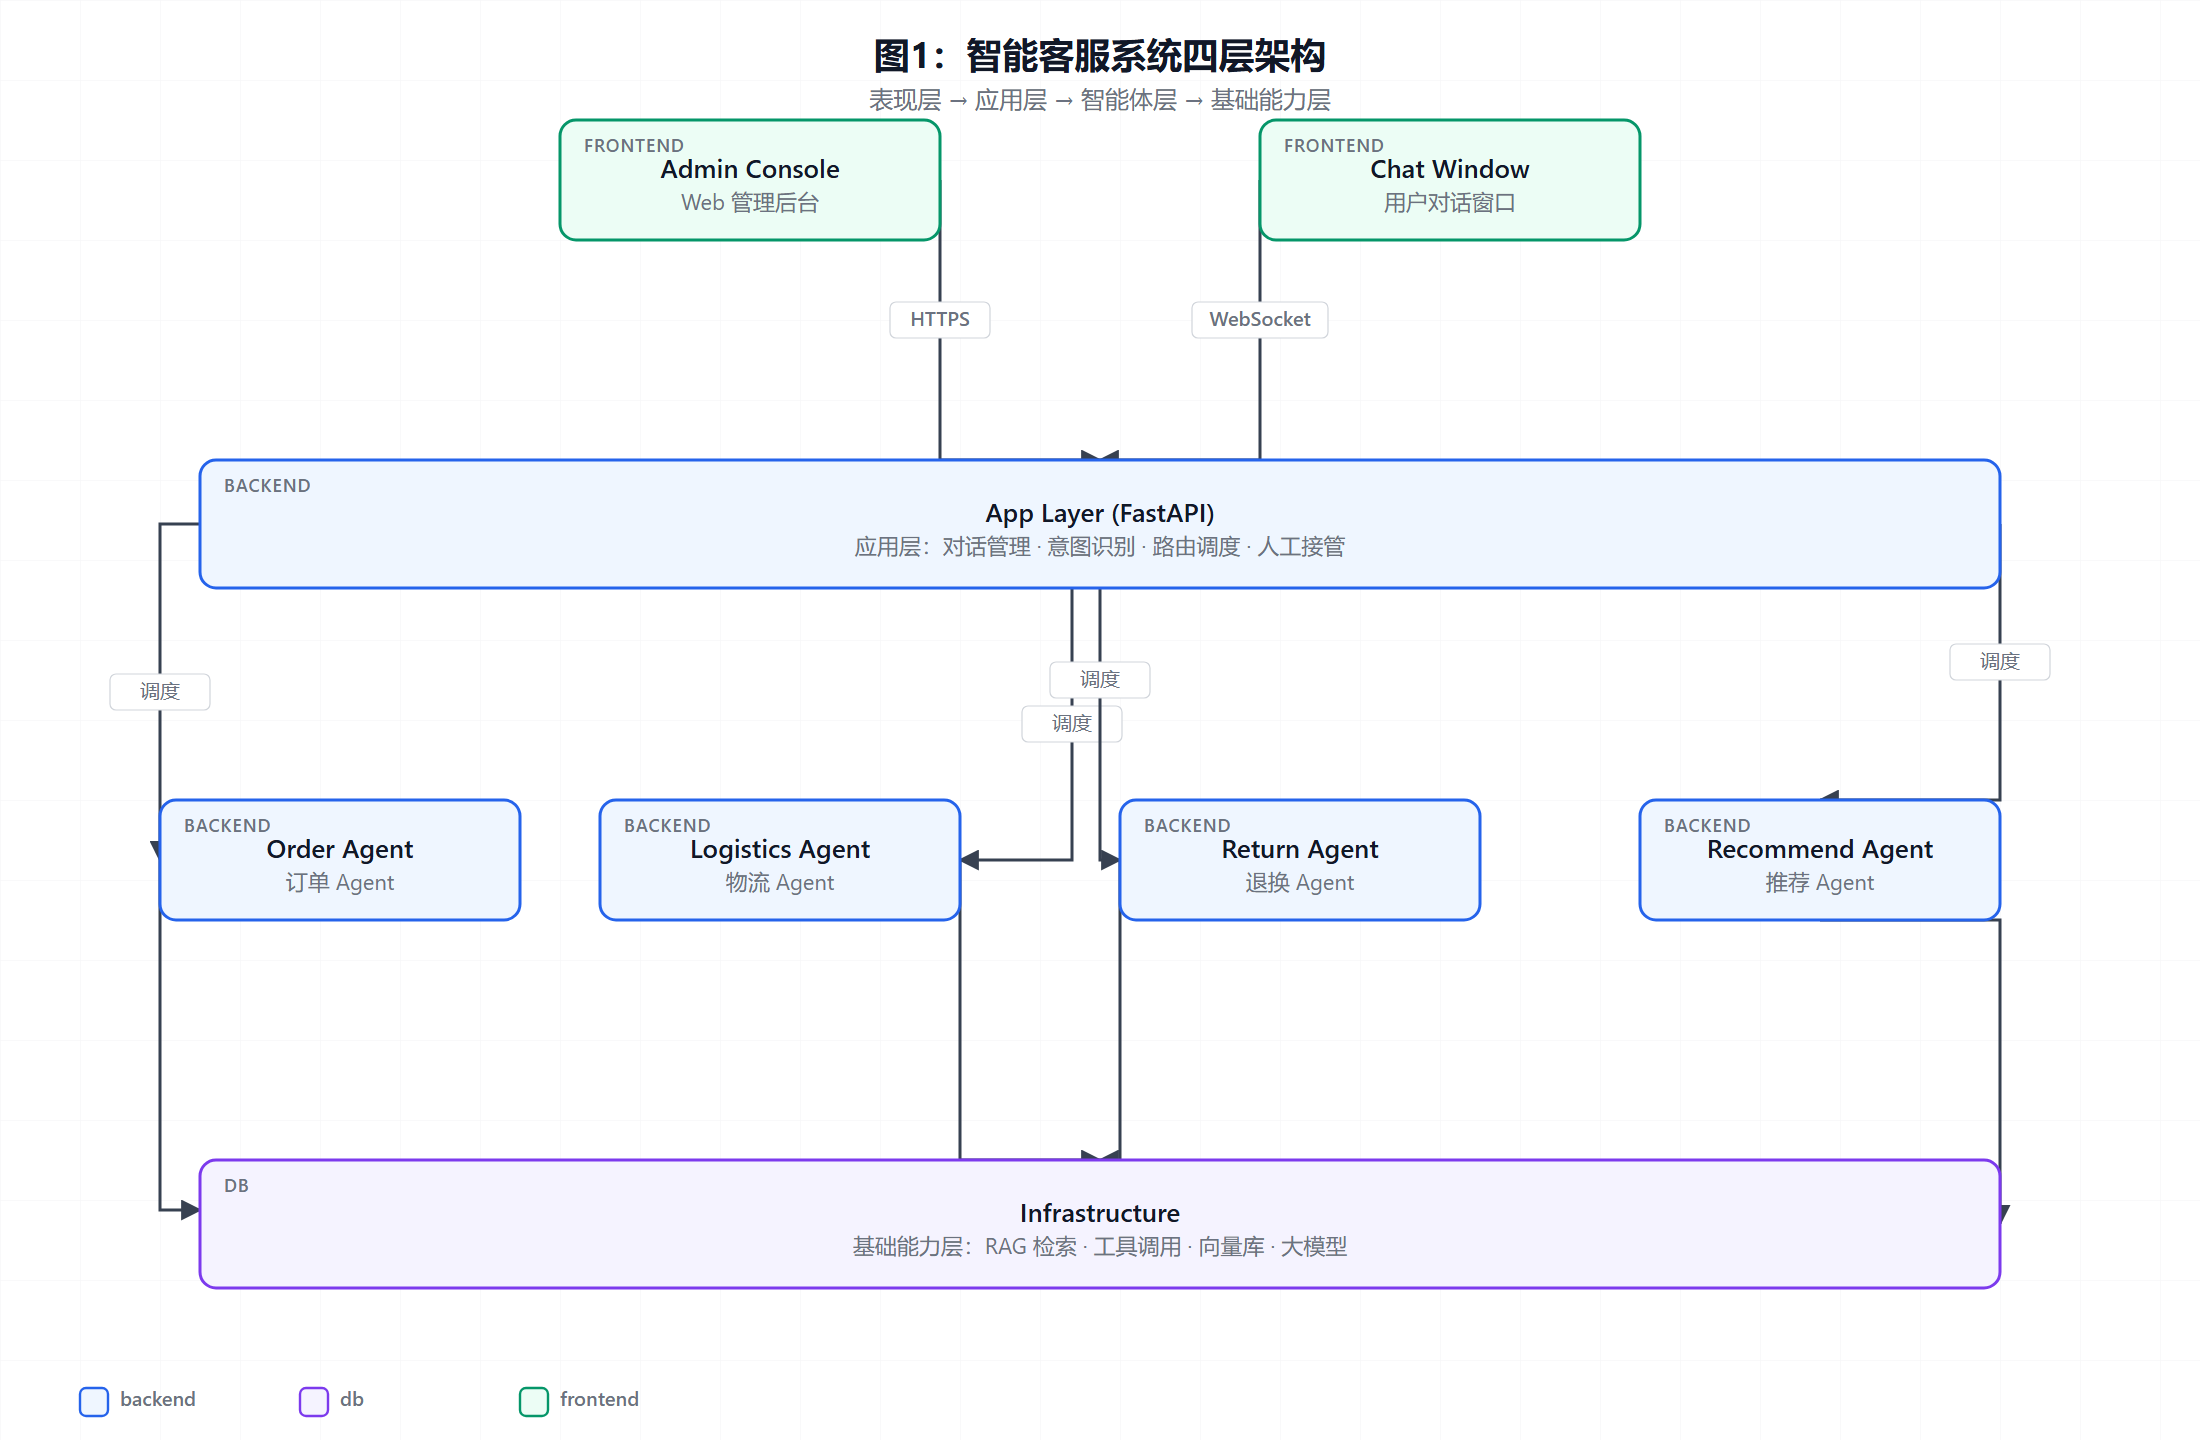 图1：智能客服系统四层架构
表现层 → 应用层 → 智能体层 → 基础能力层
FRONTEND
Admin Console
Web 管理后台
FRONTEND
Chat Window
用户对话窗口
HTTPS
WebSocket
BACKEND
App Layer (FastAPI)
应用层：对话管理 · 意图识别 · 路由调度 · 人工接管
调度
调度
调度
调度
BACKEND
Order Agent
订单 Agent
BACKEND
Logistics Agent
物流 Agent
BACKEND
Return Agent
退换 Agent
BACKEND
Recommend Agent
推荐 Agent
DB
Infrastructure
基础能力层：RAG 检索 · 工具调用 · 向量库 · 大模型
backend
db
frontend